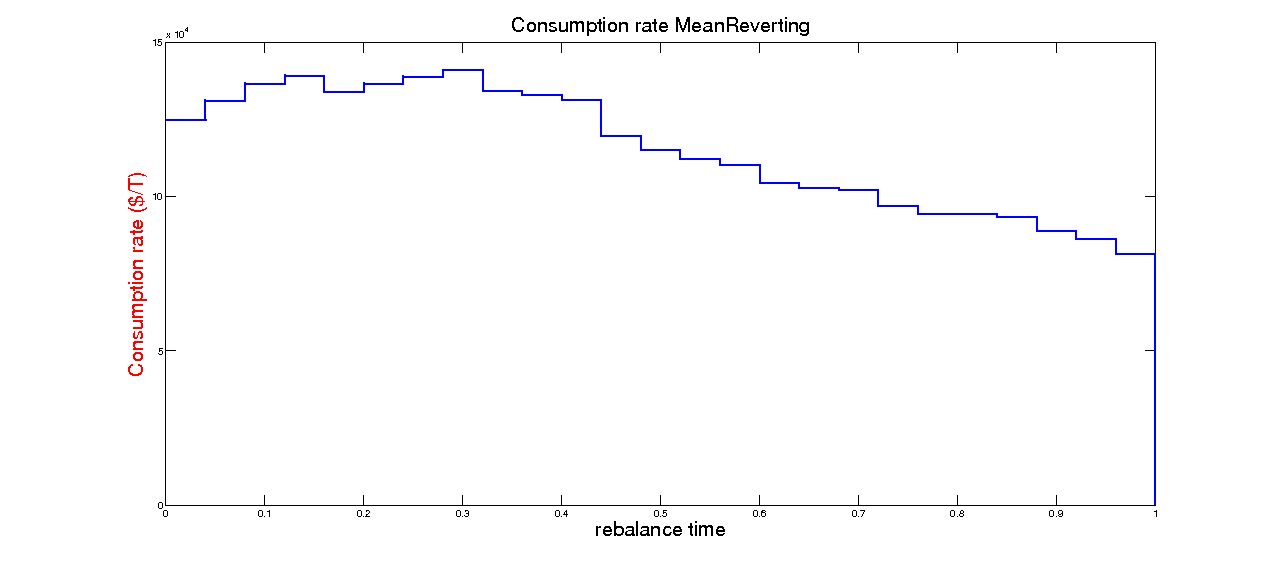 Consumption rate MeanReverting
x 10^4
15
10
5
0
Consumption rate ($/T)
0 0.1 0.2 0.3 0.4 0.5 0.6 0.7 0.8 0.9 1
rebalance time